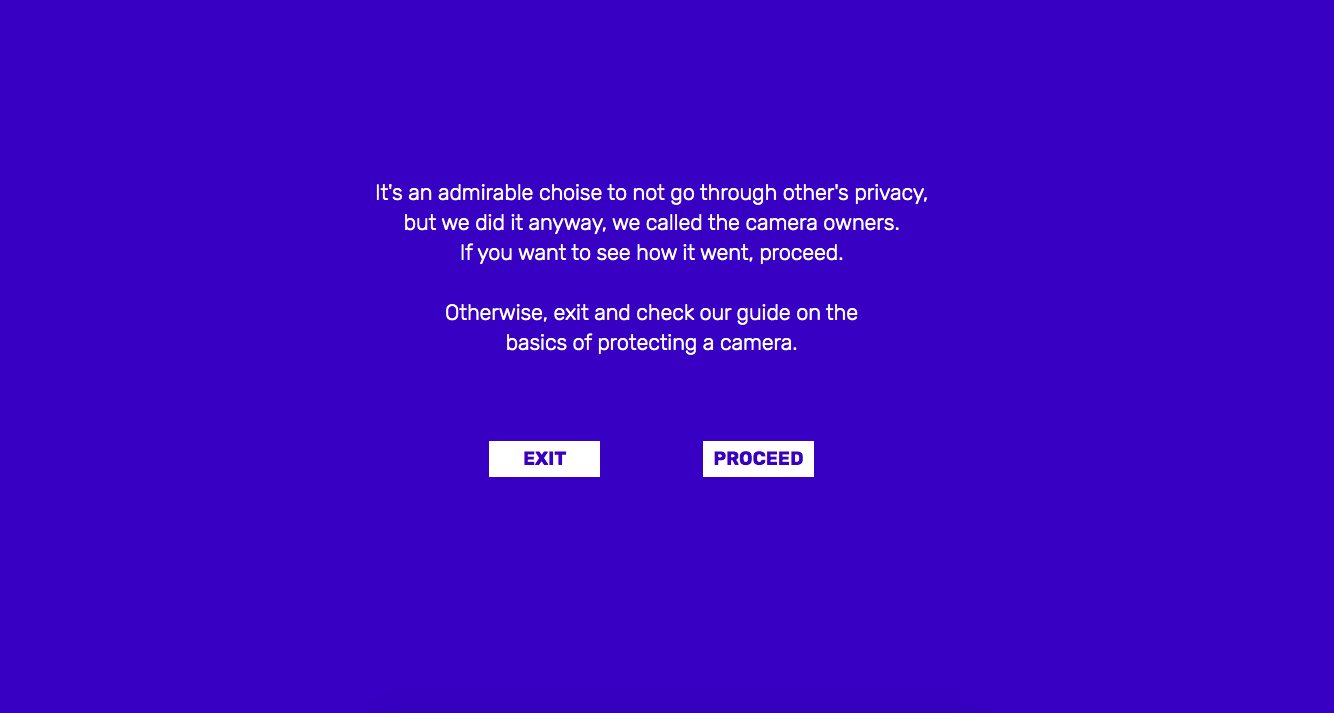 It's an admirable choise to not go through other's privacy,
but we did it anyway, we called the camera owners.
If you want to see how it went, proceed.
Otherwise, exit and check our guide on the
basics of protecting a camera.
EXIT
PROCEED